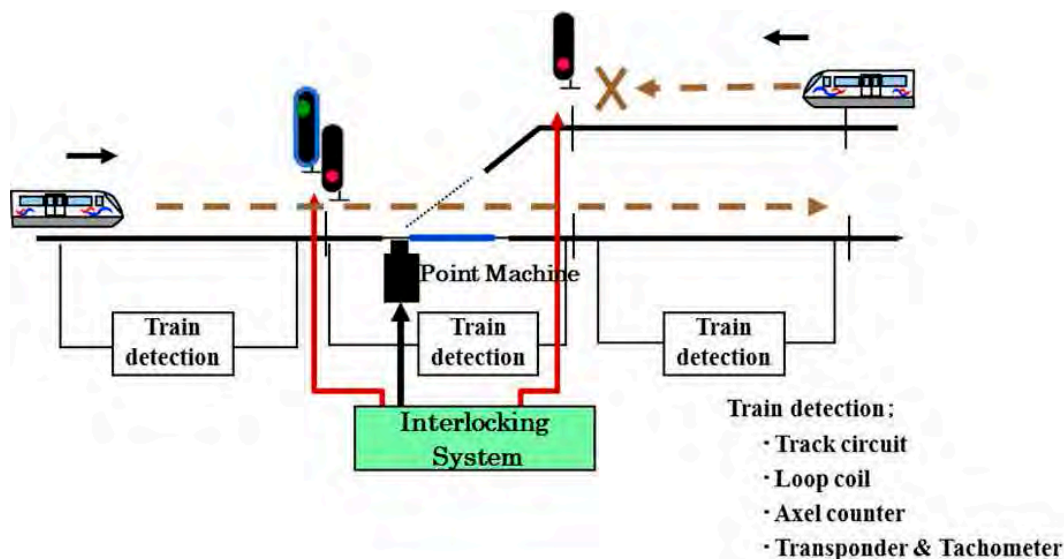 Point Machine
Train
detection
Train
detection
Train
detection
Interlocking
System
Train detection;
・Track circuit
・Loop coil
・Axel counter
・Transponder & Tachometer